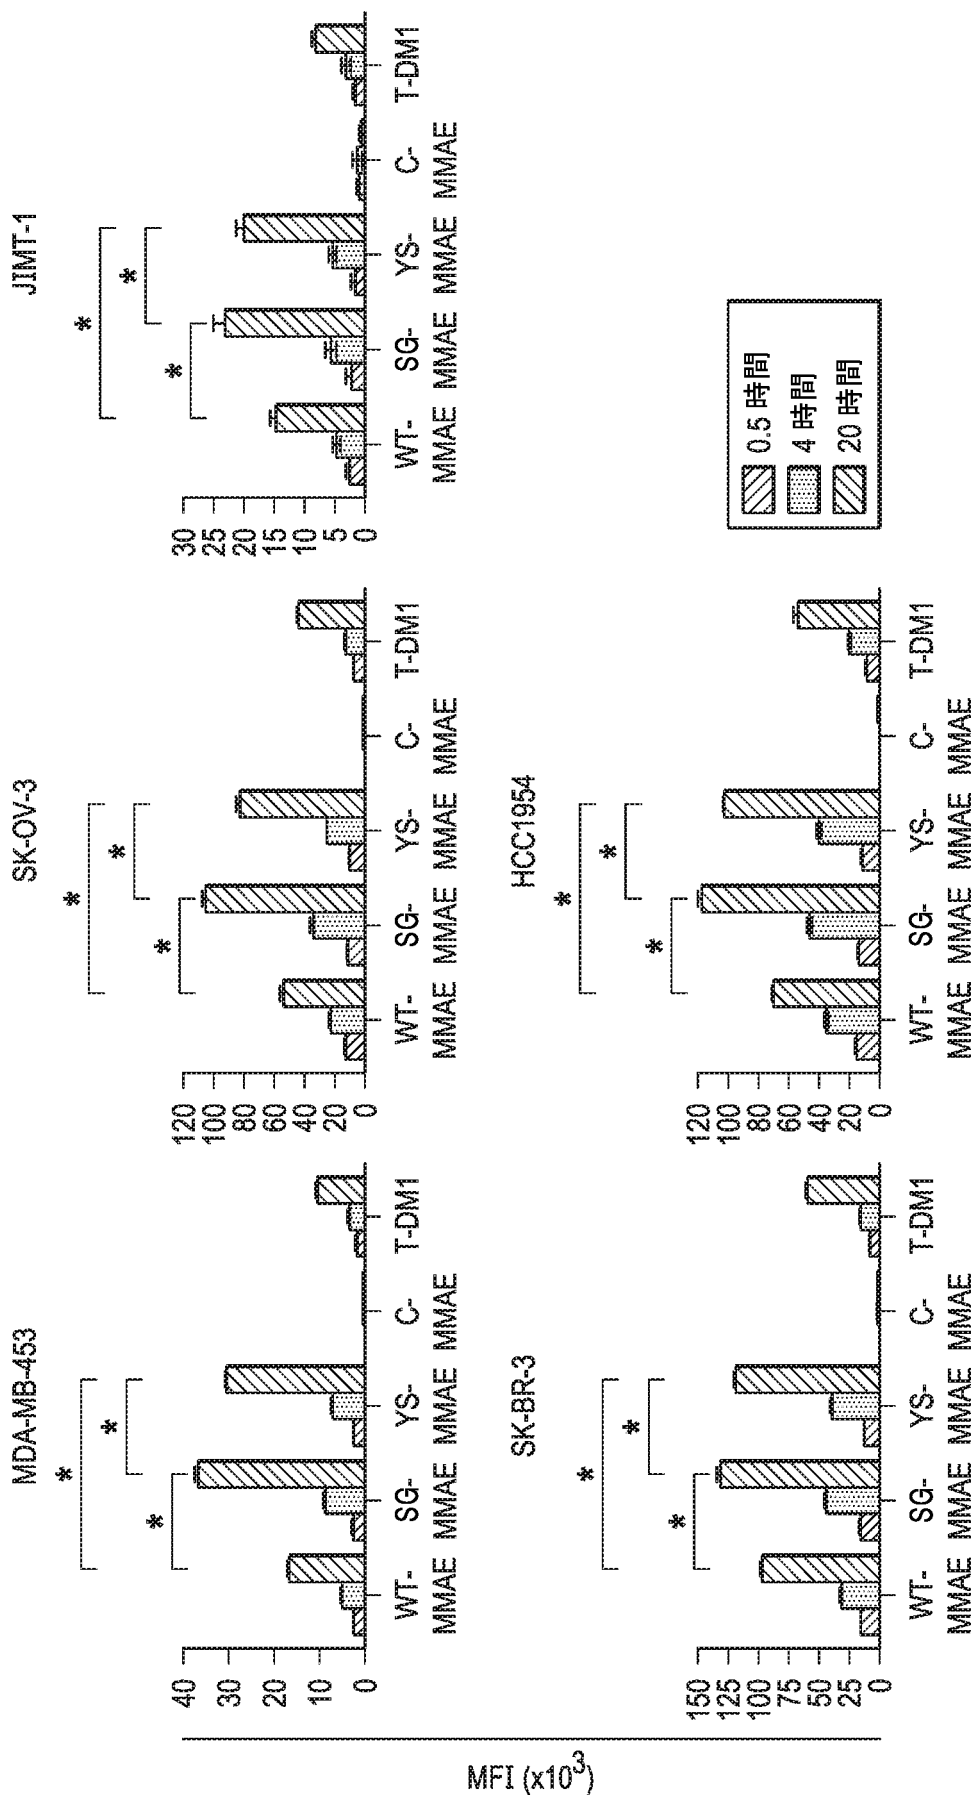 MFI (x10³)
MDA-MB-453
40
30
20
10
0
*
*
*
WT-
MMAE
SG-
MMAE
YS-
MMAE
C-
MMAE
T-DM1
SK-OV-3
120
100
80
60
40
20
0
*
*
*
WT-
MMAE
SG-
MMAE
YS-
MMAE
C-
MMAE
T-DM1
JIMT-1
30
25
20
15
10
5
0
*
*
*
WT-
MMAE
SG-
MMAE
YS-
MMAE
C-
MMAE
T-DM1
SK-BR-3
150
125
100
75
50
25
0
*
*
*
WT-
MMAE
SG-
MMAE
YS-
MMAE
C-
MMAE
T-DM1
HCC1954
120
100
80
60
40
20
0
*
*
*
WT-
MMAE
SG-
MMAE
YS-
MMAE
C-
MMAE
T-DM1
0.5 時間
4 時間
20 時間